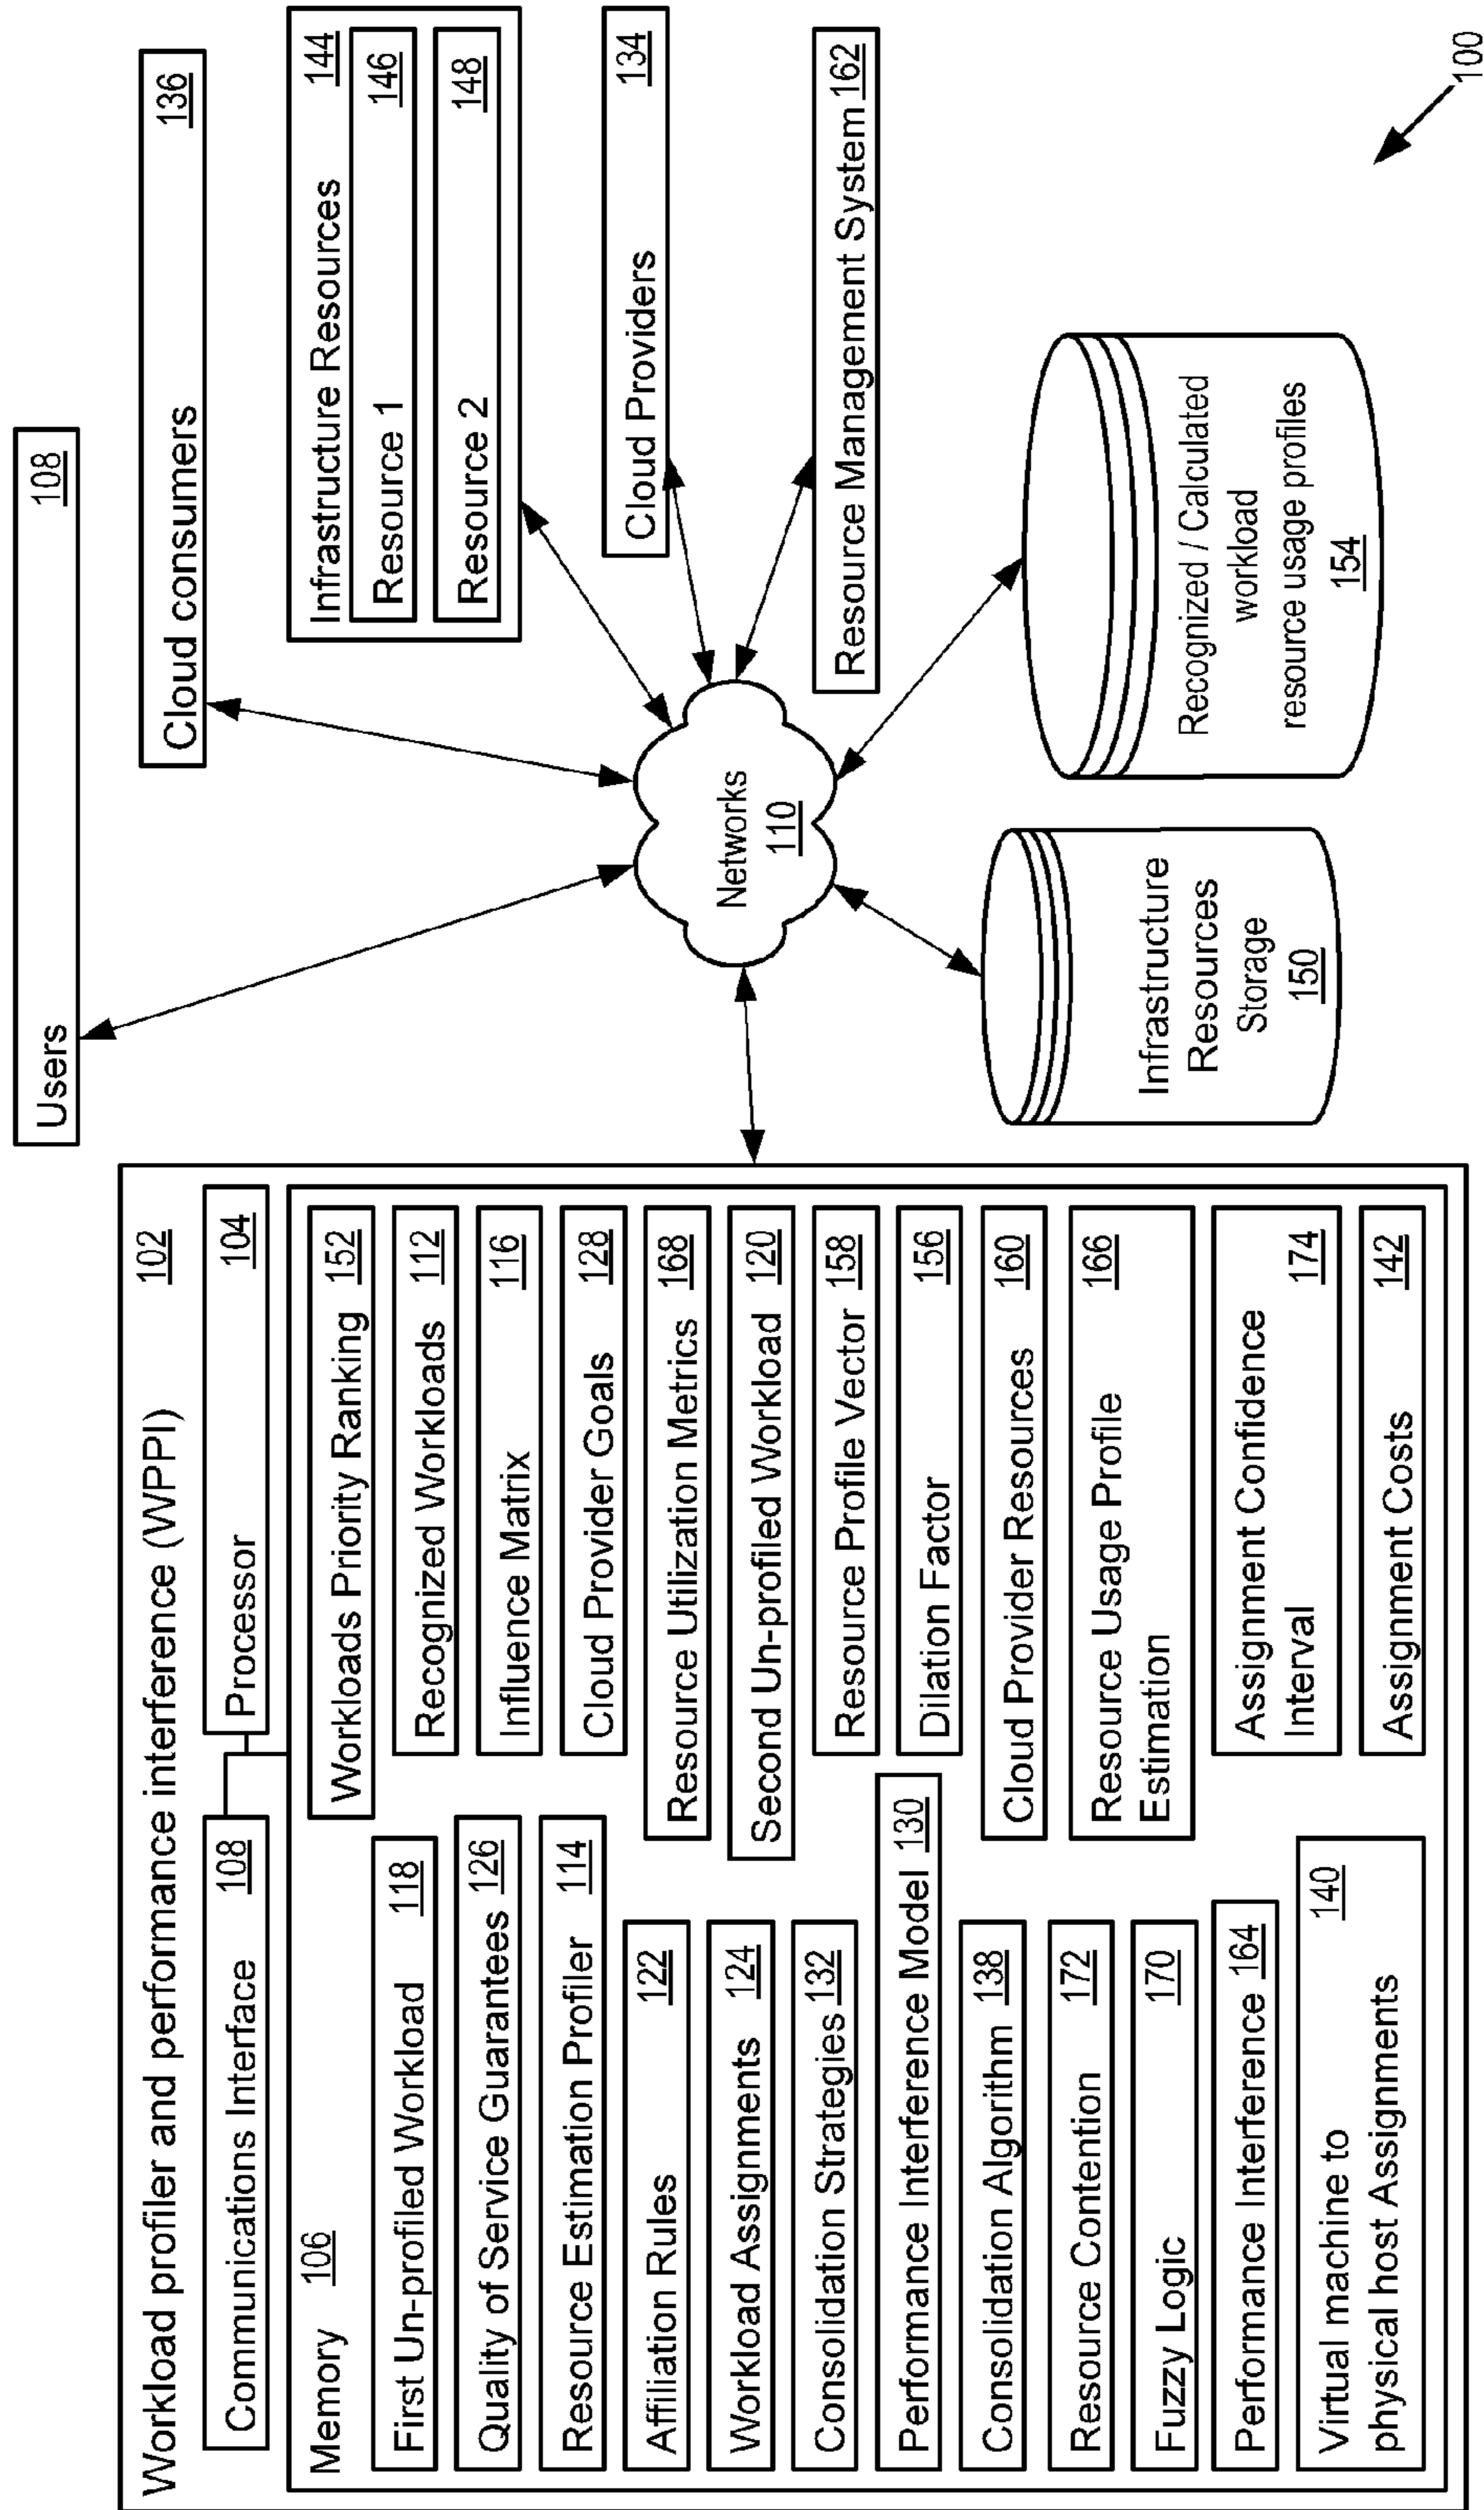 Workload profiler and performance interference (WPPI) 102
Communications Interface 108
Processor 104
Memory 106
First Un-profiled Workload 118
Quality of Service Guarantees 126
Resource Estimation Profiler 114
Affiliation Rules 122
Workload Assignments 124
Consolidation Strategies 132
Performance Interference Model 130
Consolidation Algorithm 138
Resource Contention 172
Fuzzy Logic 170
Performance Interference 164
Virtual machine to 140
physical host Assignments
Workloads Priority Ranking 152
Recognized Workloads 112
Influence Matrix 116
Cloud Provider Goals 128
Resource Utilization Metrics 168
Second Un-profiled Workload 120
Resource Profile Vector 158
Dilation Factor 156
Cloud Provider Resources 160
Resource Usage Profile 166
Estimation
Assignment Confidence
Interval 174
Assignment Costs 142
Users 108
Cloud consumers 136
Infrastructure Resources 144
Resource 1 146
Resource 2 148
Cloud Providers 134
Resource Management System 162
Networks
110
Infrastructure
Resources
Storage
150
Recognized / Calculated
workload
resource usage profiles
154
100